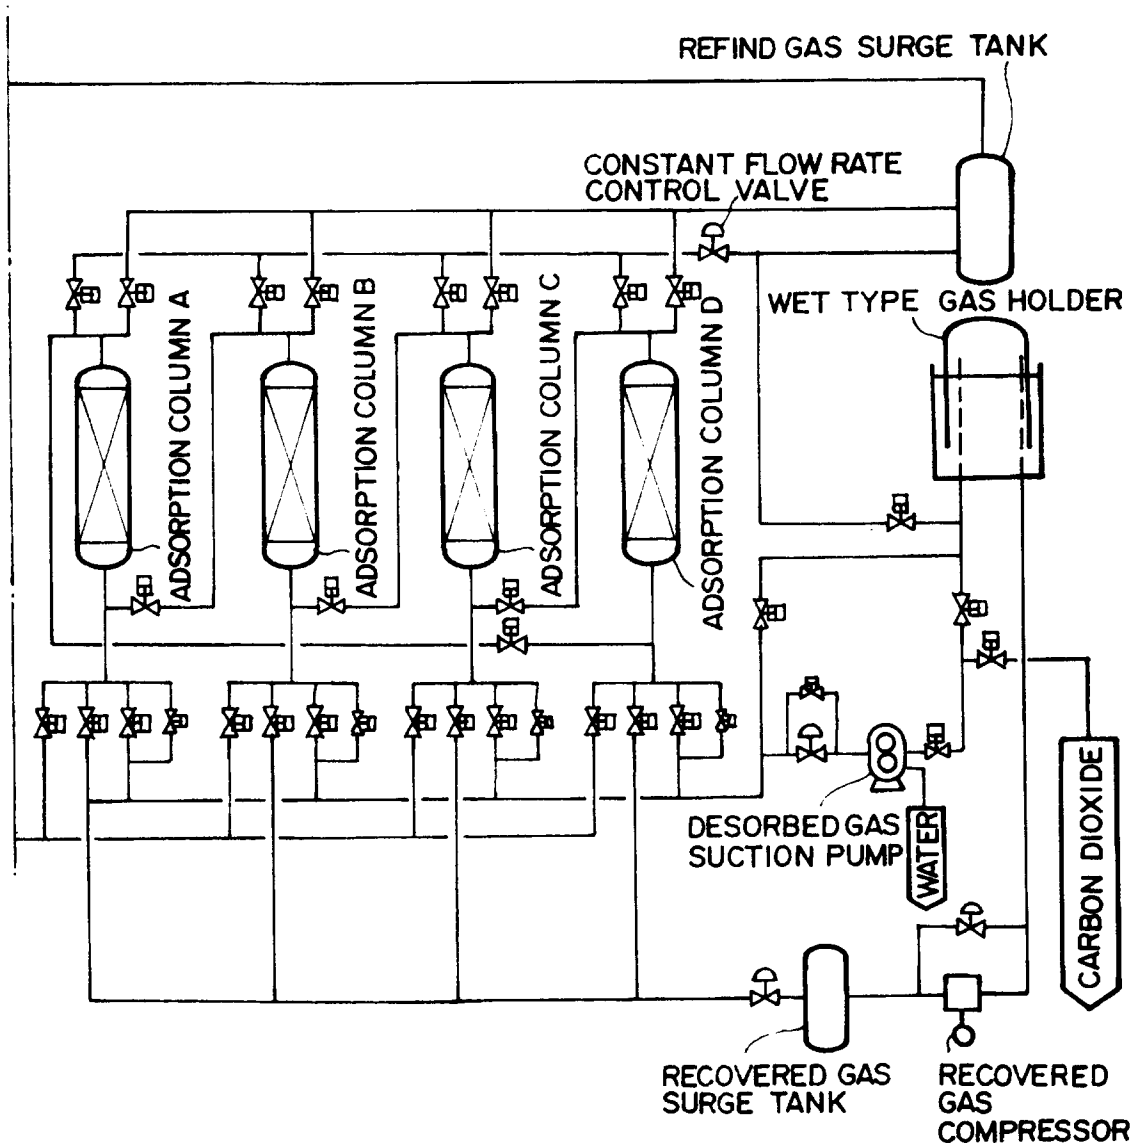 REFIND GAS SURGE TANK
CONSTANT FLOW RATE
CONTROL VALVE
WET TYPE GAS HOLDER
ADSORPTION COLUMN A
ADSORPTION COLUMN B
ADSORPTION COLUMN C
ADSORPTION COLUMN D
DESORBED GAS
SUCTION PUMP
WATER
CARBON DIOXIDE
RECOVERED GAS
SURGE TANK
RECOVERED
GAS
COMPRESSOR